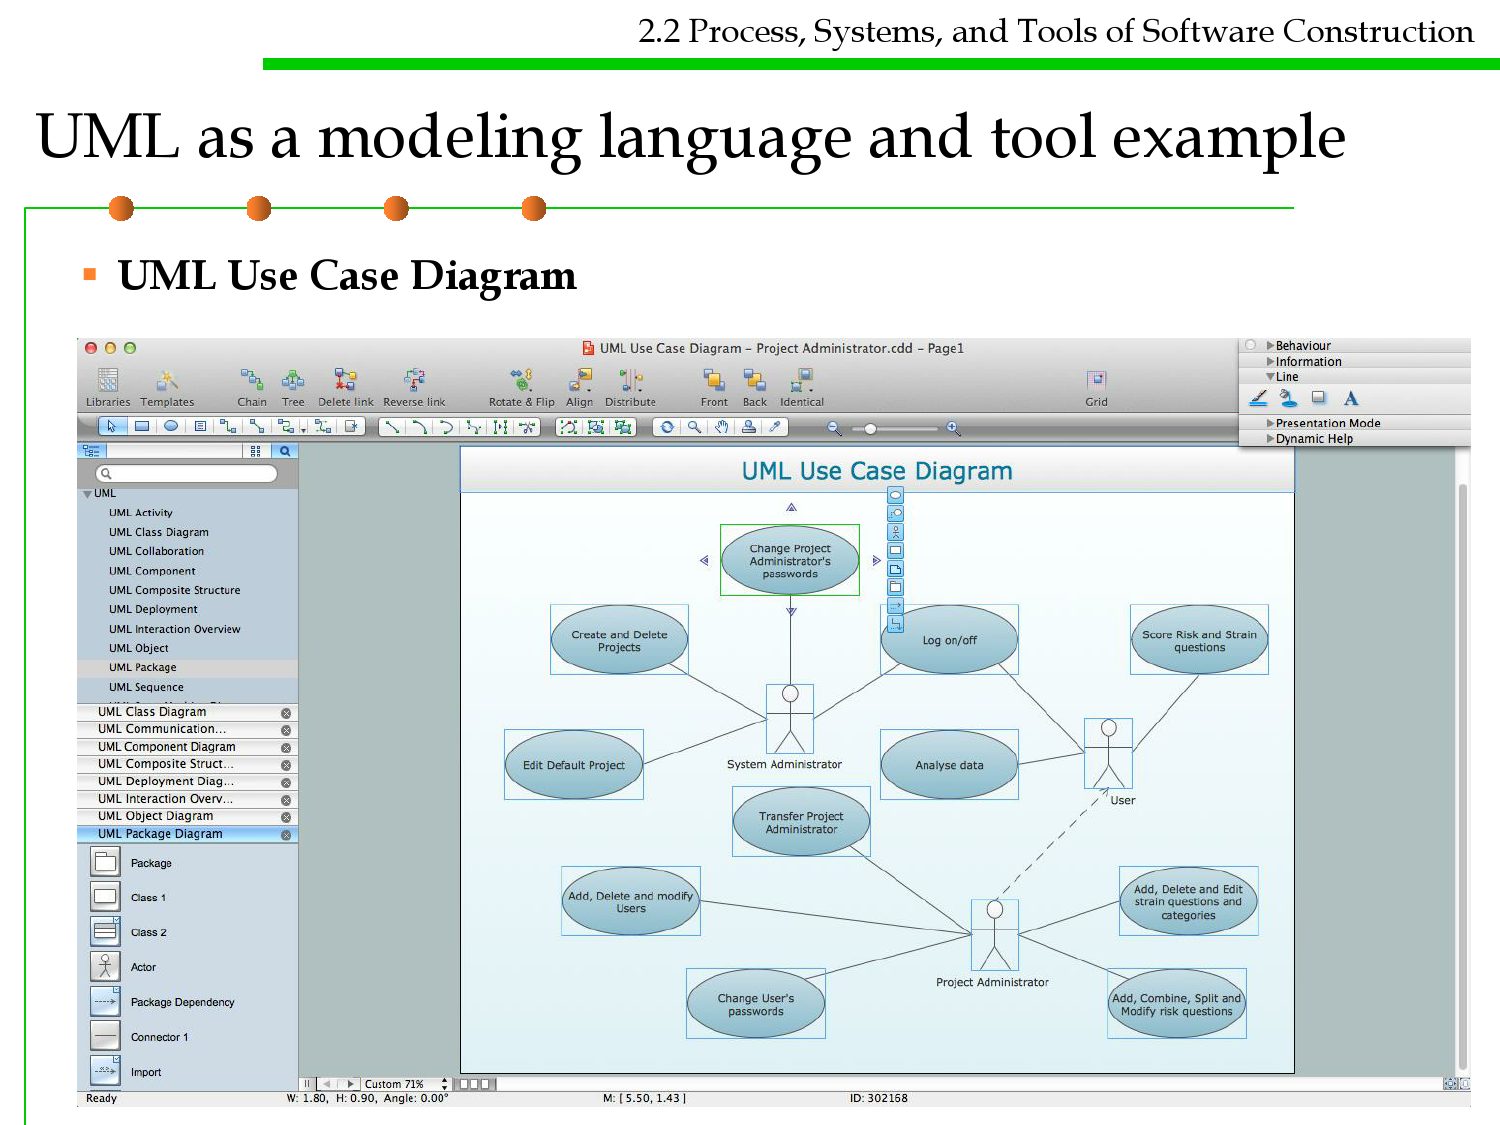 2.2 Process, Systems, and Tools of Software Construction
UML as a modeling language and tool example
UML Use Case Diagram
UML Use Case Diagram – Project Administrator.cdd – Page1
Libraries Templates Chain Tree Delete link Reverse link Rotate & Flip Align Distribute Front Back Identical Grid
Behaviour
Information
Line
A
Presentation Mode
Dynamic Help
UML
UML Activity
UML Class Diagram
UML Collaboration
UML Component
UML Composite Structure
UML Deployment
UML Interaction Overview
UML Object
UML Package
UML Sequence
UML Class Diagram
UML Communication...
UML Component Diagram
UML Composite Struct...
UML Deployment Diag...
UML Interaction Overv...
UML Object Diagram
UML Package Diagram
Package
Class 1
Class 2
Actor
Package Dependency
Connector 1
Import
UML Use Case Diagram
Change Project
Administrator's
passwords
Create and Delete
Projects
Log on/off
Score Risk and Strain
questions
Edit Default Project
System Administrator
Analyse data
User
Transfer Project
Administrator
Add, Delete and modify
Users
Add, Delete and Edit
strain questions and
categories
Project Administrator
Change User's
passwords
Add, Combine, Split and
Modify risk questions
Custom 71%
Ready W: 1.80, H: 0.90, Angle: 0.00° M: [ 5.50, 1.43 ] ID: 302168